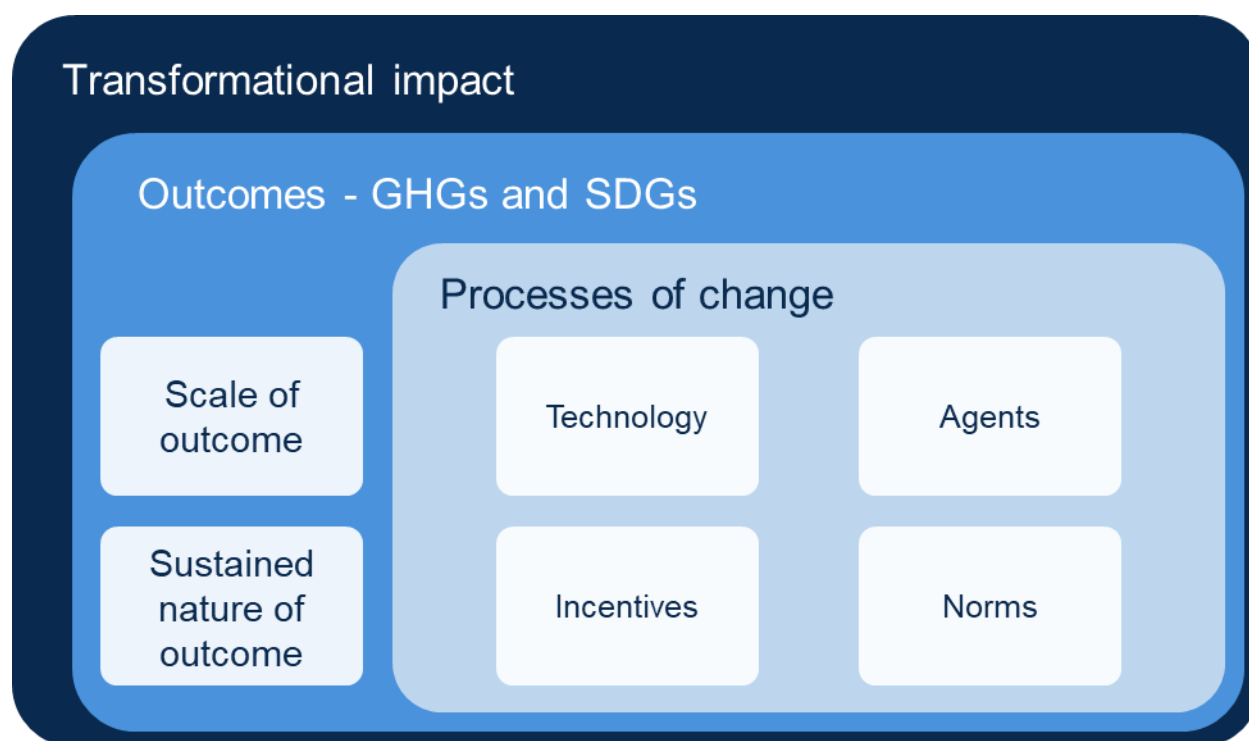 Transformational impact
Outcomes - GHGs and SDGs
Processes of change
Scale of
outcome
Technology
Agents
Sustained
nature of
outcome
Incentives
Norms